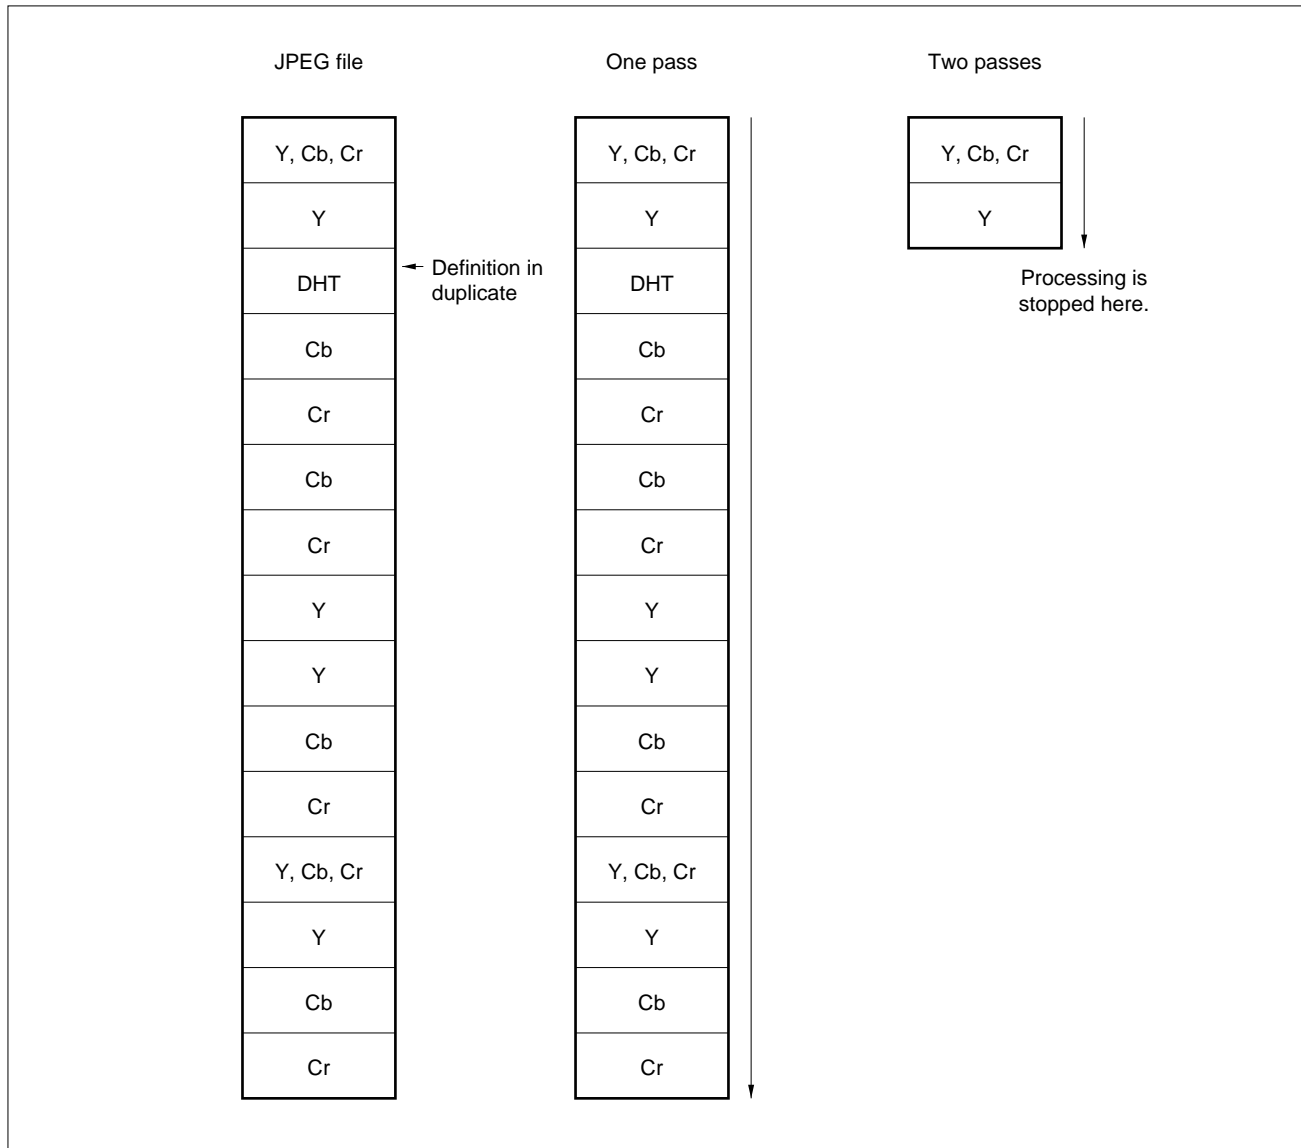 JPEG file
One pass
Two passes
Y, Cb, Cr
Y, Cb, Cr
Y, Cb, Cr
Y
Y
Y
DHT
Definition in
duplicate
DHT
Processing is
stopped here.
Cb
Cb
Cr
Cr
Cb
Cb
Cr
Cr
Y
Y
Y
Y
Cb
Cb
Cr
Cr
Y, Cb, Cr
Y, Cb, Cr
Y
Y
Cb
Cb
Cr
Cr